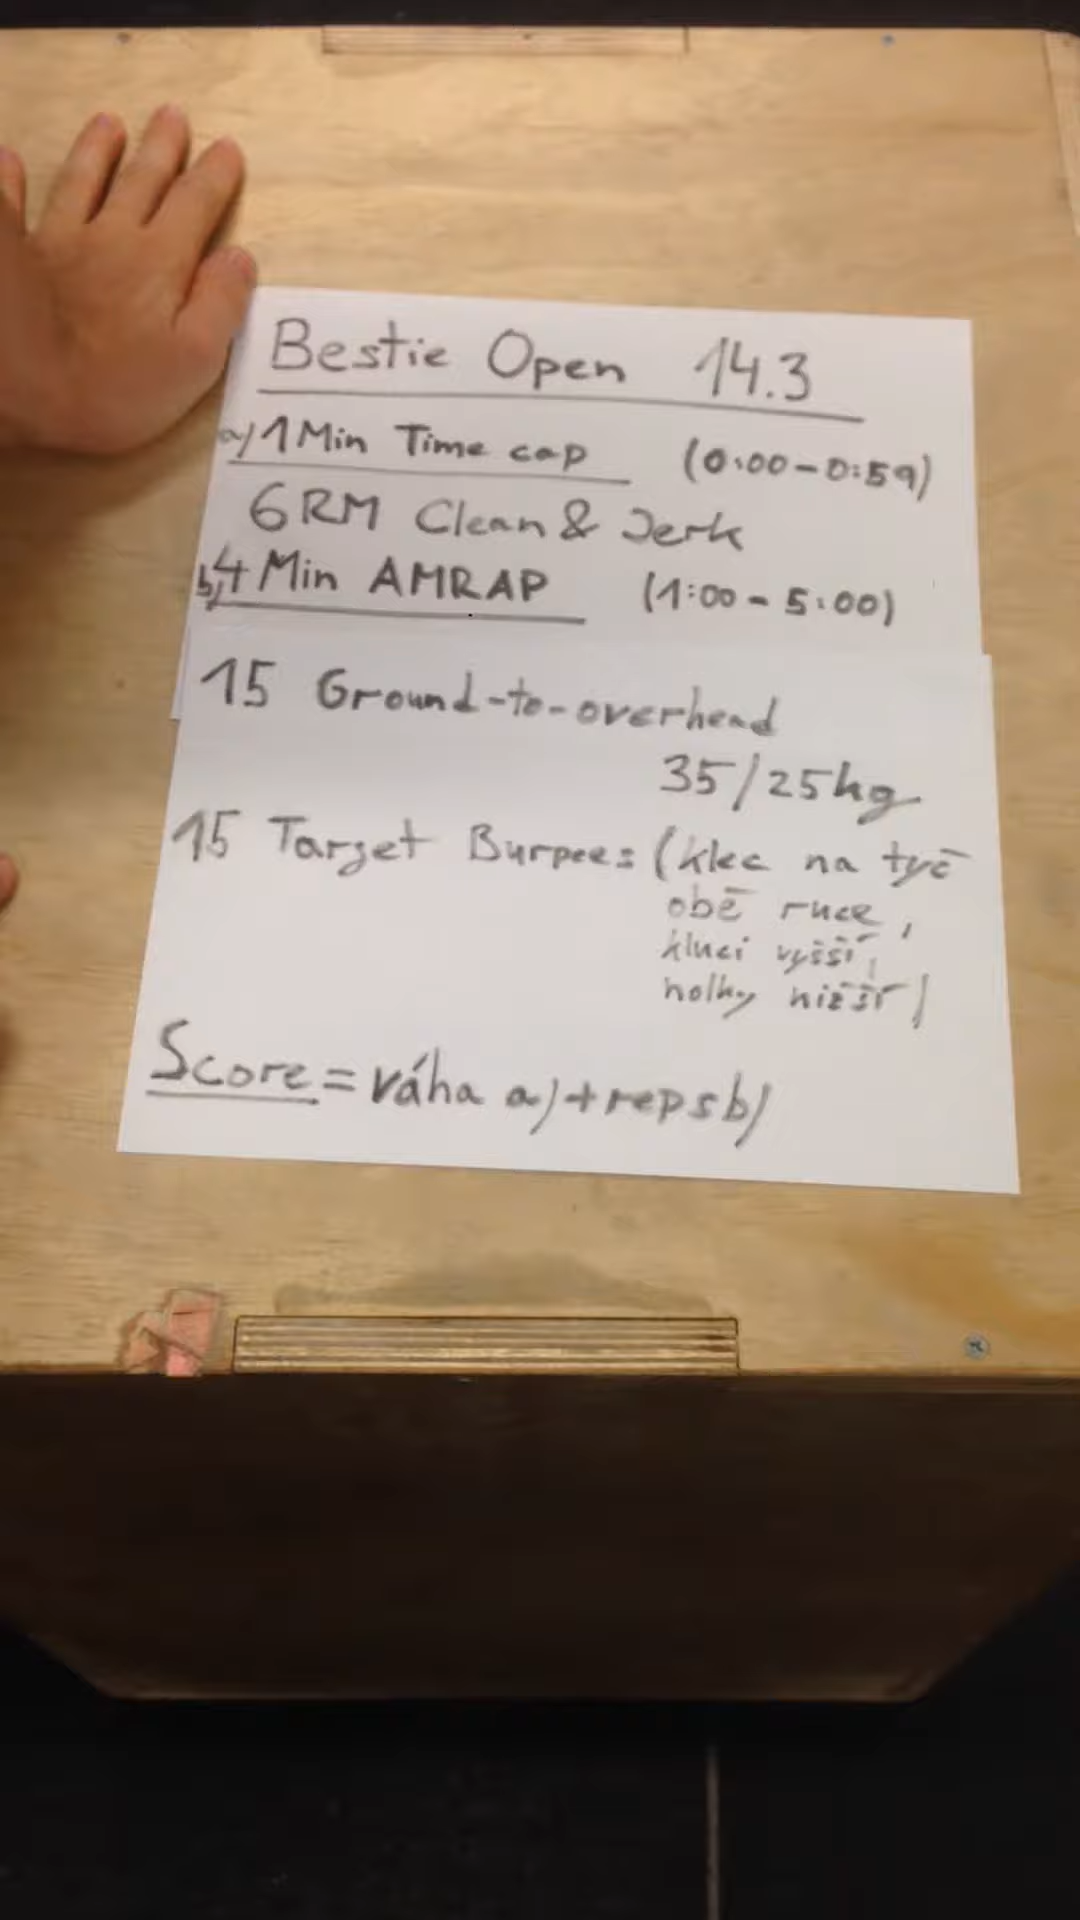 Bestie Open 14.3
a) 1 Min Time cap (0:00-0:59)
6RM Clean & Jerk
b) 4 Min AMRAP (1:00-5:00)
15 Ground-to-overhead
35/25kg
15 Target Burpees (klec na tyč
obě ruce,
kluci vyšší,
holky nižší)
Score = váha a) + reps b)